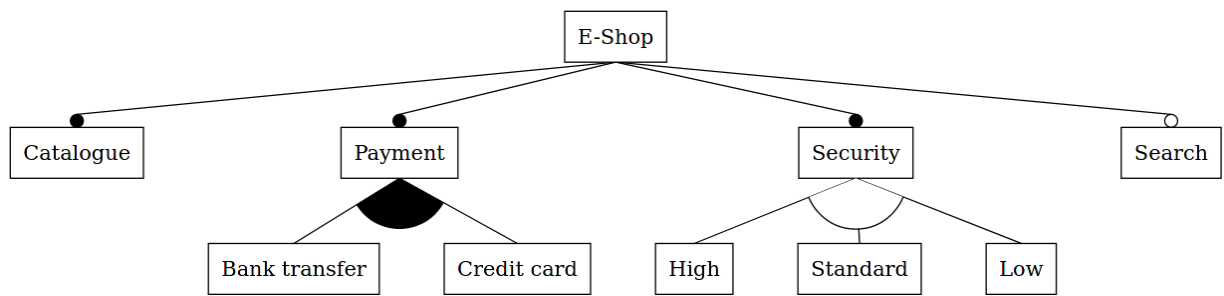 E-Shop
Catalogue
Payment
Security
Search
Bank transfer
Credit card
High
Standard
Low